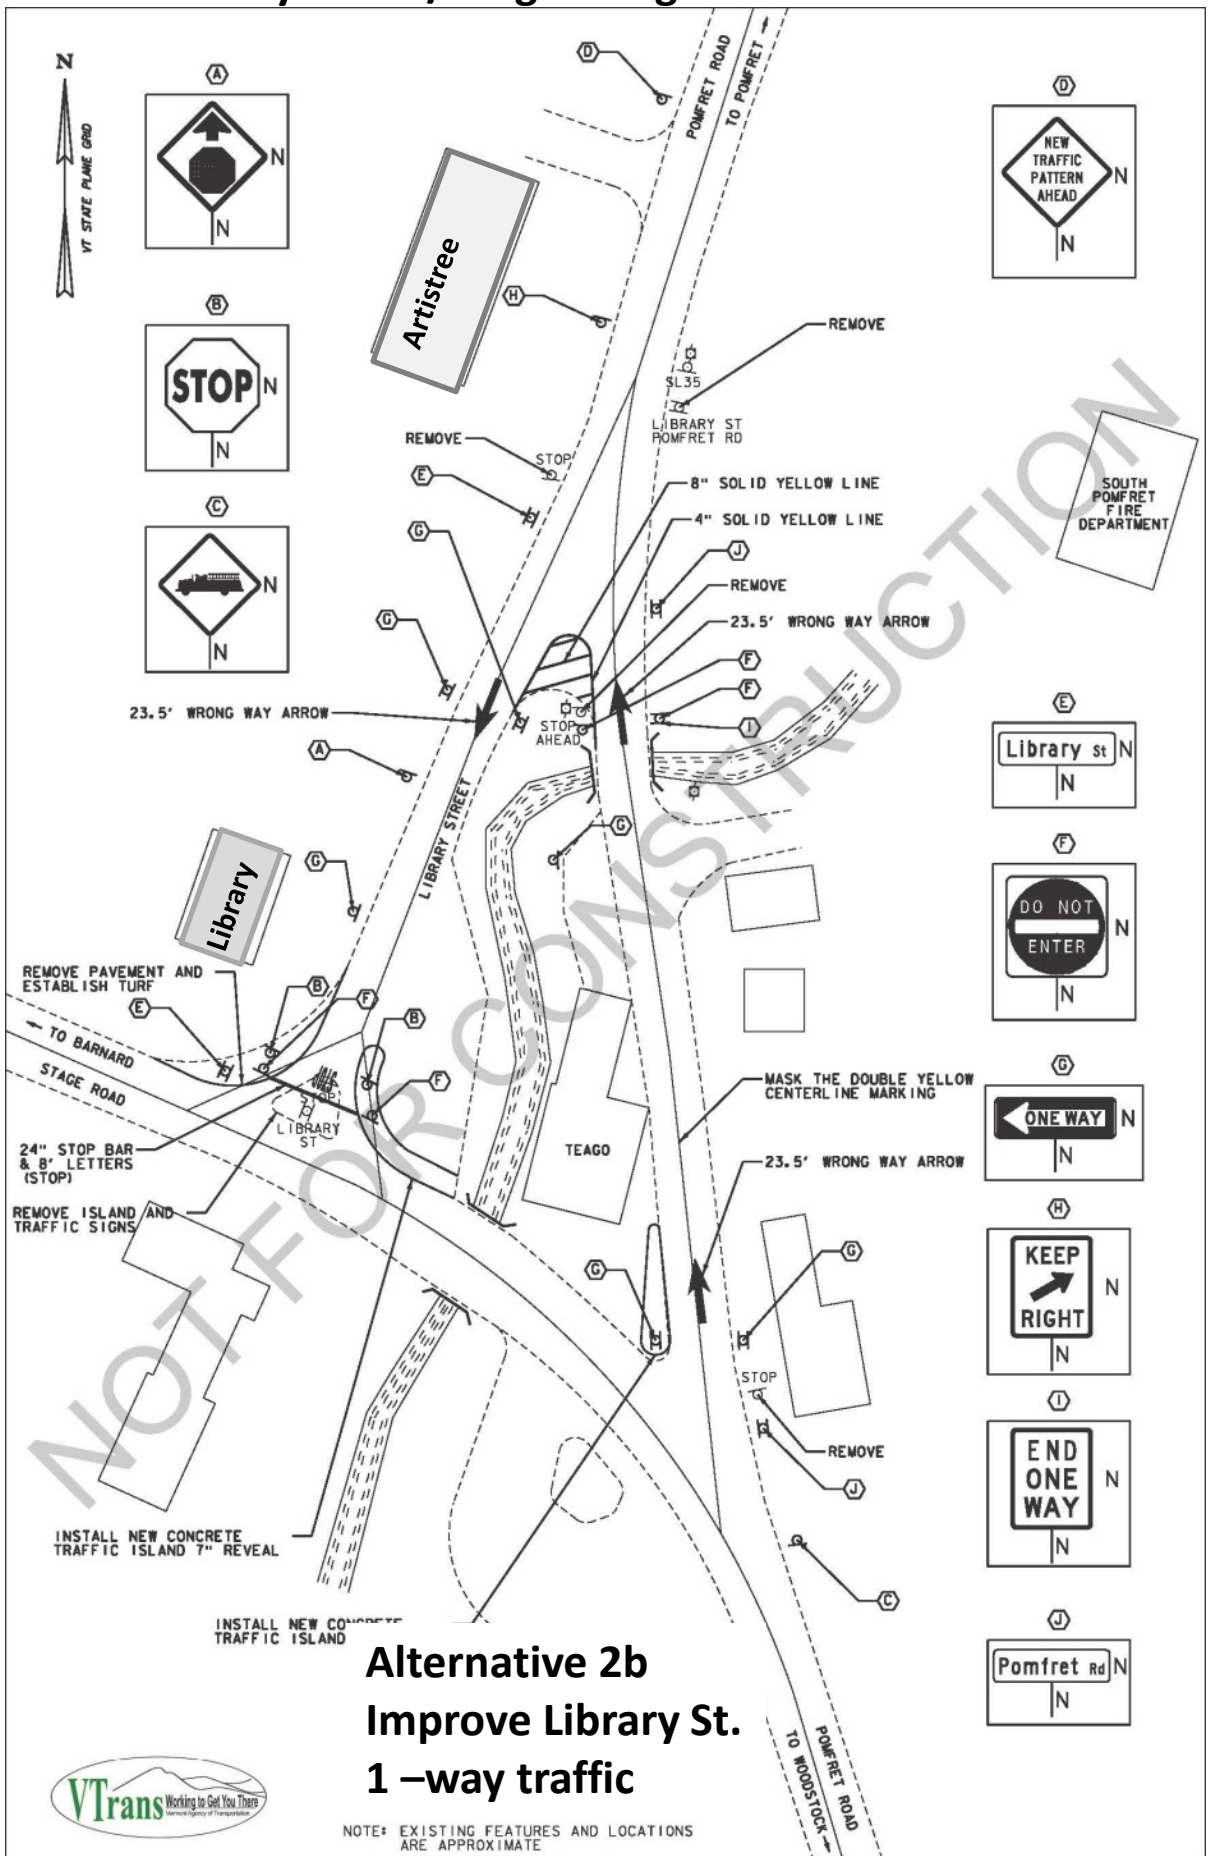 N
VT STATE PLANE GRID
A
N
N
B
STOP
N
N
C
N
N
D
POMFRET ROAD
TO POMFRET
D
NEW
TRAFFIC
PATTERN
AHEAD
N
N
Artistree
H
REMOVE
SL35
LIBRARY ST
POMFRET RD
REMOVE
STOP
E
G
8" SOLID YELLOW LINE
4" SOLID YELLOW LINE
SOUTH
POMFRET
FIRE
DEPARTMENT
J
REMOVE
23.5' WRONG WAY ARROW
G
F
F
I
23.5' WRONG WAY ARROW
STOP
AHEAD
A
LIBRARY STREET
G
G
Library
E
Library St
N
N
F
DO NOT
ENTER
N
N
REMOVE PAVEMENT AND
ESTABLISH TURF
E
B
F
B
F
TO BARNARD
STAGE ROAD
STOP
LIBRARY
ST
24" STOP BAR
& 8' LETTERS
(STOP)
REMOVE ISLAND AND
TRAFFIC SIGNS
TEAGO
MASK THE DOUBLE YELLOW
CENTERLINE MARKING
23.5' WRONG WAY ARROW
G
ONE WAY
N
N
G
G
H
KEEP
RIGHT
N
N
STOP
REMOVE
J
I
END
ONE
WAY
N
N
C
INSTALL NEW CONCRETE
TRAFFIC ISLAND 7" REVEAL
INSTALL NEW CONCRETE
TRAFFIC ISLAND
J
Pomfret Rd
N
N
Alternative 2b
Improve Library St.
1 –way traffic
POMFRET ROAD
TO WOODSTOCK
VTrans Working to Get You There
Vermont Agency of Transportation
NOTE: EXISTING FEATURES AND LOCATIONS
ARE APPROXIMATE
NOT FOR CONSTRUCTION